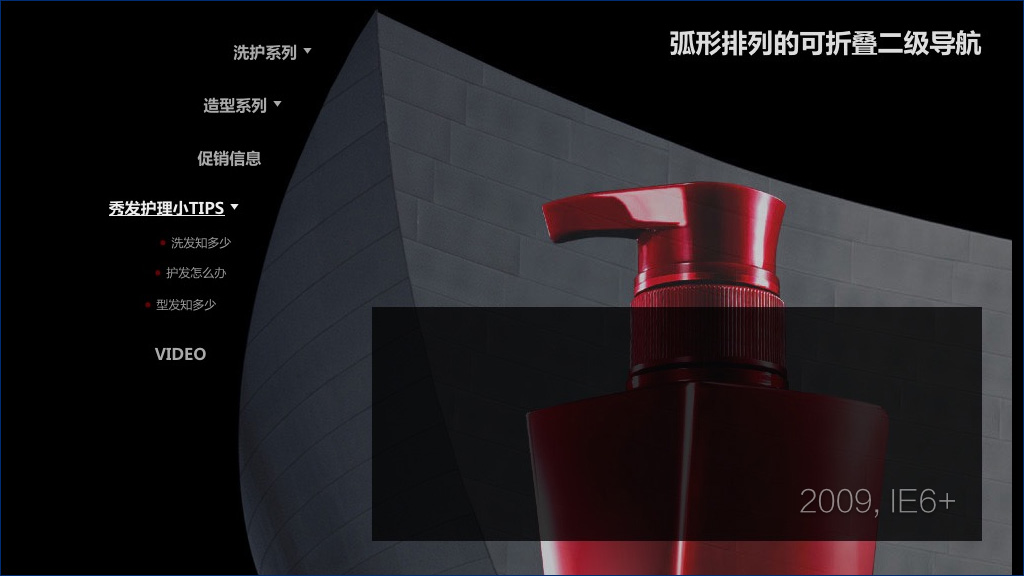 弧形排列的可折叠二级导航
洗护系列
造型系列
促销信息
秀发护理小TIPS
洗发知多少
护发怎么办
型发知多少
VIDEO
2009, IE6+